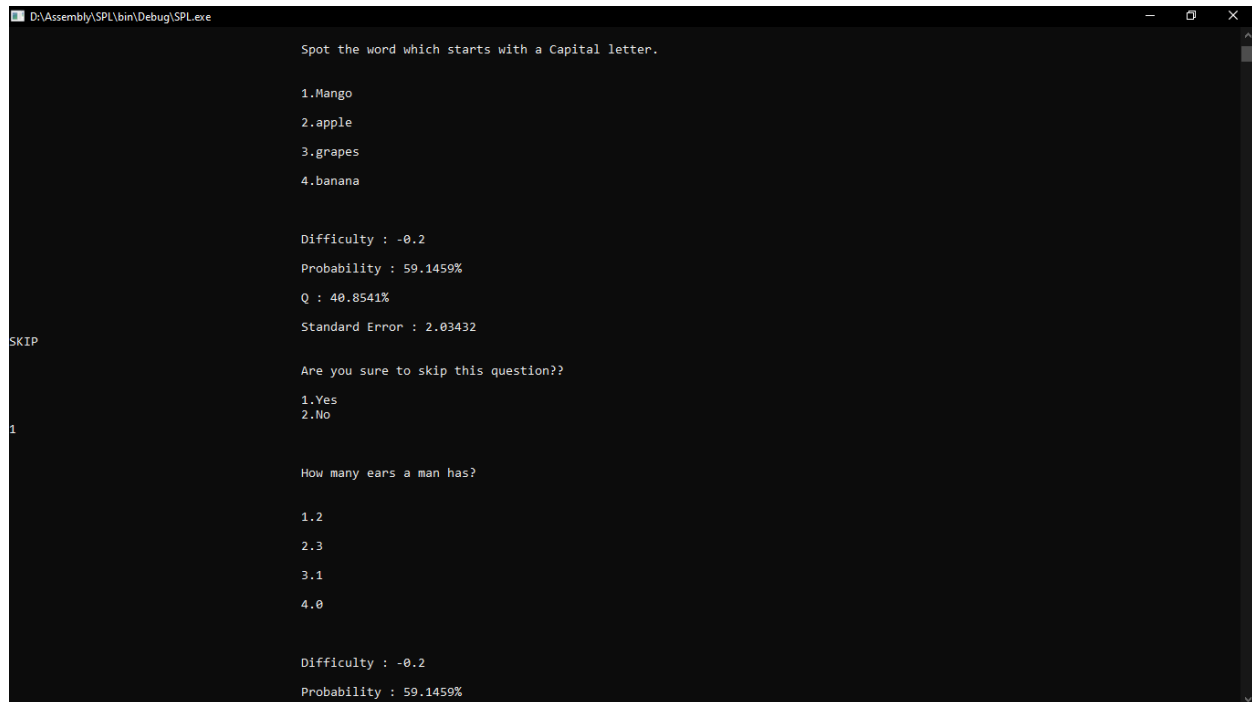 D:\Assembly\SPL\bin\Debug\SPL.exe
Spot the word which starts with a Capital letter.
1.Mango
2.apple
3.grapes
4.banana
Difficulty : -0.2
Probability : 59.1459%
Q : 40.8541%
Standard Error : 2.03432
SKIP
Are you sure to skip this question??
1.Yes
2.No
1
How many ears a man has?
1.2
2.3
3.1
4.0
Difficulty : -0.2
Probability : 59.1459%